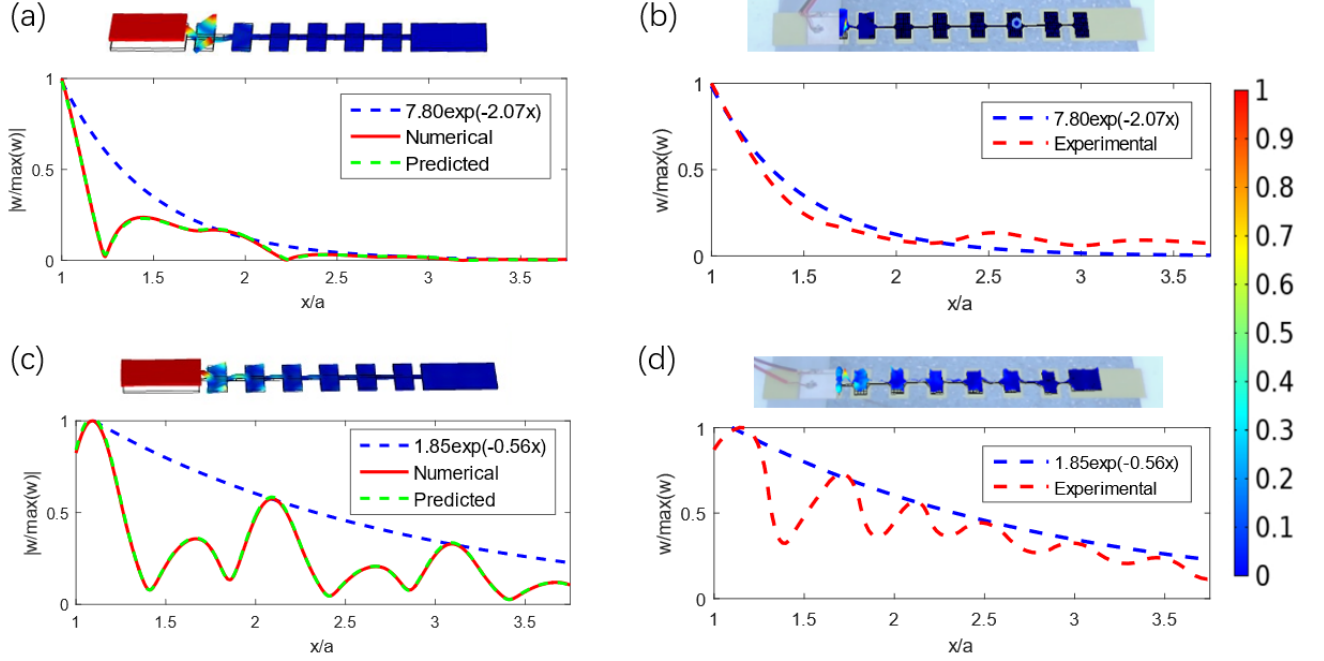 (a)
1
0.5
0
|w/max(w)|
7.80exp(-2.07x)
Numerical
Predicted
1 1.5 2 2.5 3 3.5
x/a
(b)
1
0.5
0
w/max(w)
7.80exp(-2.07x)
Experimental
1 1.5 2 2.5 3 3.5
x/a
(c)
1
0.5
0
|w/max(w)|
1.85exp(-0.56x)
Numerical
Predicted
1 1.5 2 2.5 3 3.5
x/a
(d)
1
0.5
0
w/max(w)
1.85exp(-0.56x)
Experimental
1 1.5 2 2.5 3 3.5
x/a
1
0.9
0.8
0.7
0.6
0.5
0.4
0.3
0.2
0.1
0